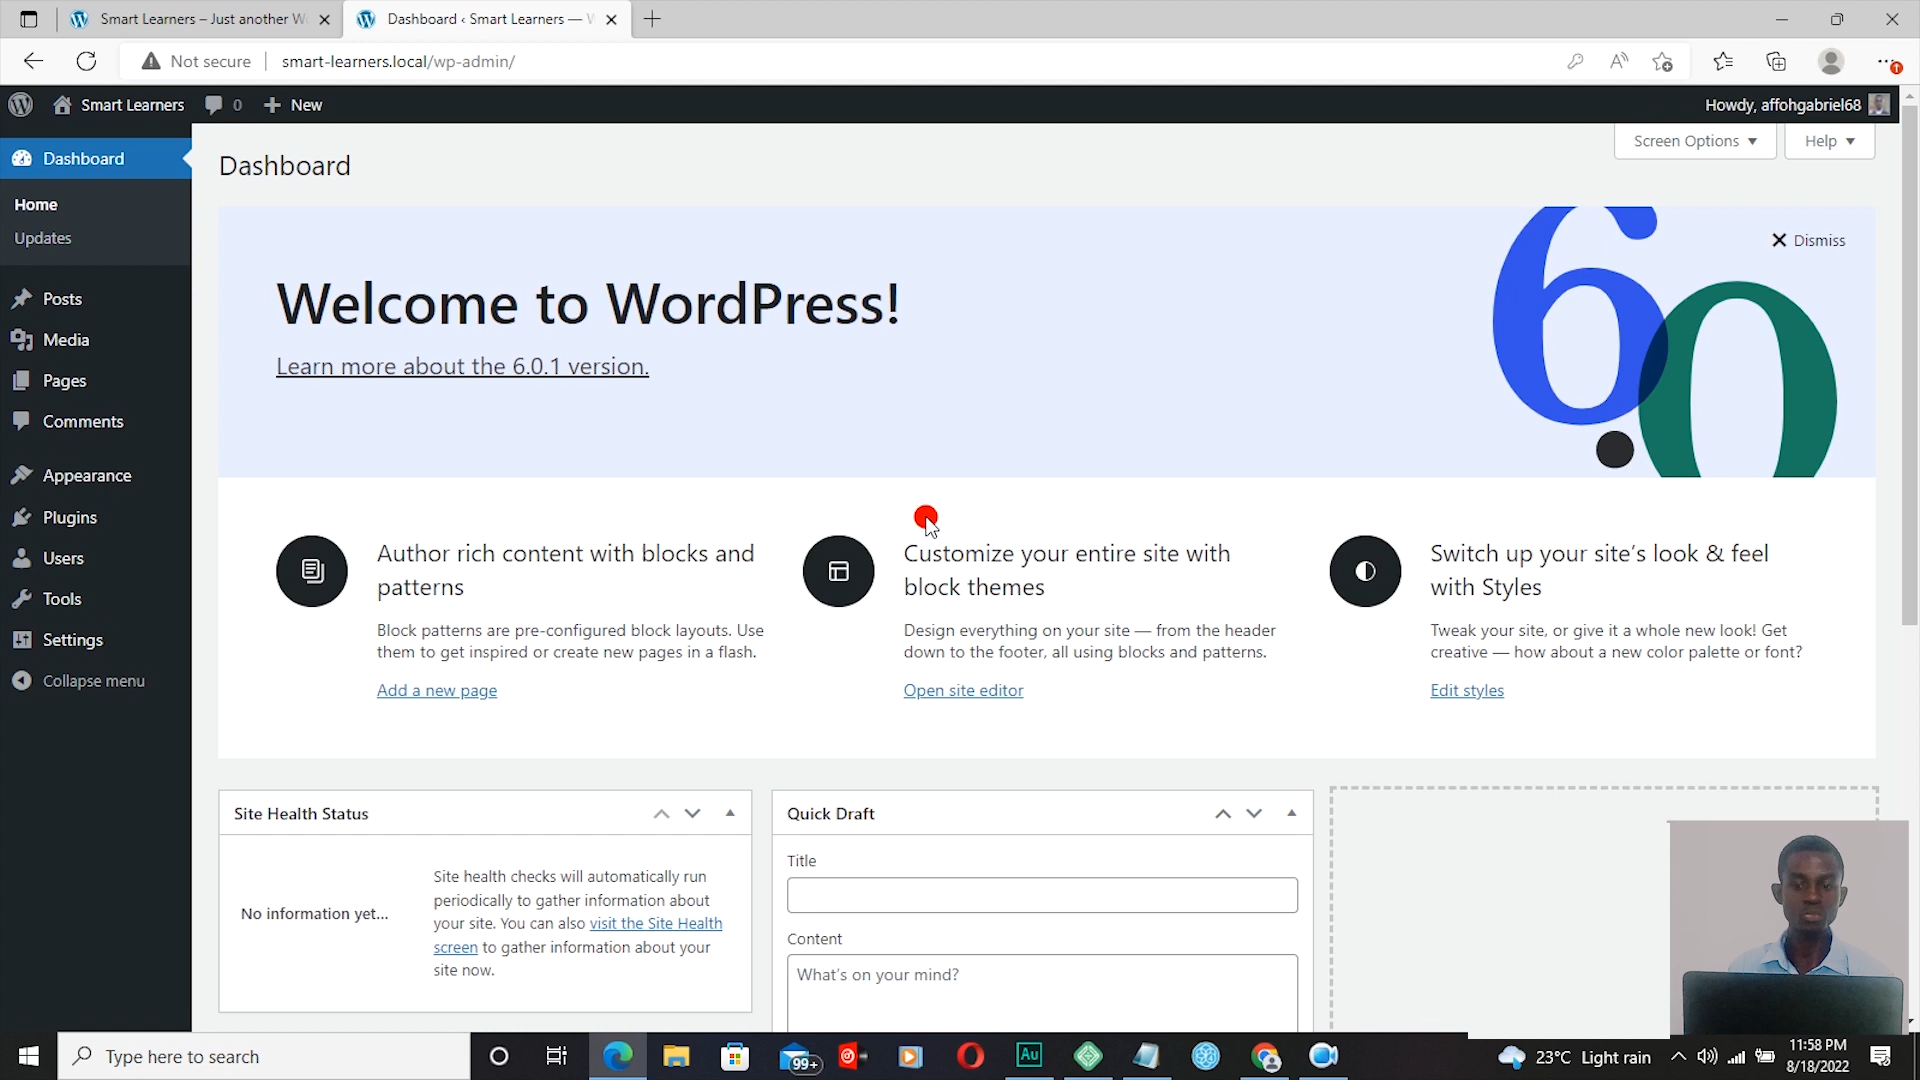 Smart Learners – Just another W
Dashboard ‹ Smart Learners — W
Not secure
smart-learners.local/wp-admin/
Smart Learners
0
New
Howdy, affohgabriel68
Screen Options
Help
Dashboard
Home
Updates
Posts
Media
Pages
Comments
Appearance
Plugins
Users
Tools
Settings
Collapse menu
Dashboard
6.0
Dismiss
Welcome to WordPress!
Learn more about the 6.0.1 version.
Author rich content with blocks and
patterns
Block patterns are pre-configured block layouts. Use
them to get inspired or create new pages in a flash.
Add a new page
Customize your entire site with
block themes
Design everything on your site — from the header
down to the footer, all using blocks and patterns.
Open site editor
Switch up your site’s look & feel
with Styles
Tweak your site, or give it a whole new look! Get
creative — how about a new color palette or font?
Edit styles
Site Health Status
No information yet...
Site health checks will automatically run
periodically to gather information about
your site. You can also visit the Site Health
screen to gather information about your
site now.
Quick Draft
Title
Content
What’s on your mind?
Type here to search
99+
Au
23°C Light rain
11:58 PM
8/18/2022